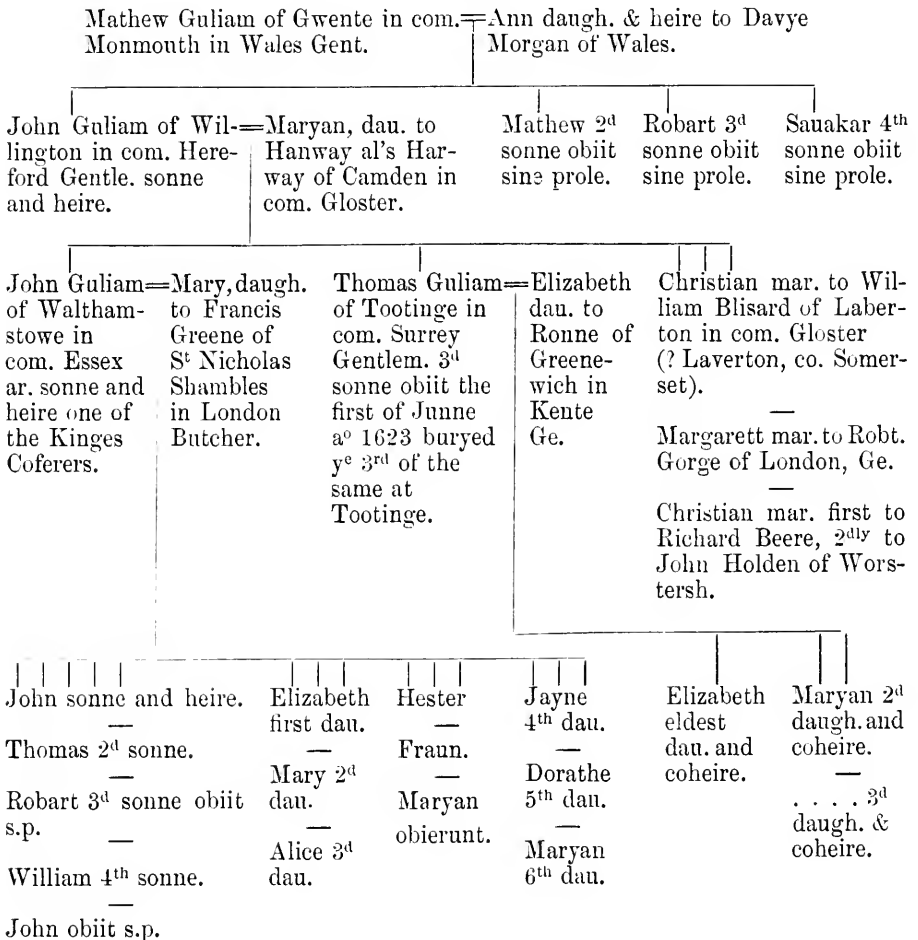 Mathew Guliam of Gwente in com.
Monmouth in Wales Gent.
Ann daugh. & heire to Davye
Morgan of Wales.
John Guliam of Wil-
lington in com. Here-
ford Gentle. sonne
and heire.
Maryan, dau. to
Hanway al's Har-
way of Camden in
com. Gloster.
Mathew 2d
sonne obiit
sine prole.
Robart 3d
sonne obiit
sine prole.
Sauakar 4th
sonne obiit
sine prole.
John Guliam
of Waltham-
stowe in
com. Essex
ar. sonne and
heire one of
the Kinges
Coferers.
Mary, daugh.
to Francis
Greene of
St Nicholas
Shambles
in London
Butcher.
Thomas Guliam
of Tootinge in
com. Surrey
Gentlem. 3d
sonne obiit the
first of Junne
ao 1623 buryed
ye 3rd of the
same at
Tootinge.
Elizabeth
dau. to
Ronne of
Greene-
wich in
Kente
Ge.
Christian mar. to Wil-
liam Blisard of Laber-
ton in com. Gloster
(? Laverton, co. Somer-
set).
—
Margarett mar. to Robt.
Gorge of London, Ge.
—
Christian mar. first to
Richard Beere, 2dly to
John Holden of Wors-
tersh.
John sonne and heire.
—
Thomas 2d sonne.
—
Robart 3d sonne obiit
s.p.
—
William 4th sonne.
—
John obiit s.p.
Elizabeth
first dau.
—
Mary 2d
dau.
—
Alice 3d
dau.
Hester
—
Fraun.
—
Maryan
obierunt.
Jayne
4th dau.
—
Dorathe
5th dau.
—
Maryan
6th dau.
Elizabeth
eldest
dau. and
coheire.
Maryan 2d
daugh. and
coheire.
—
. . . . 3d
daugh. &
coheire.